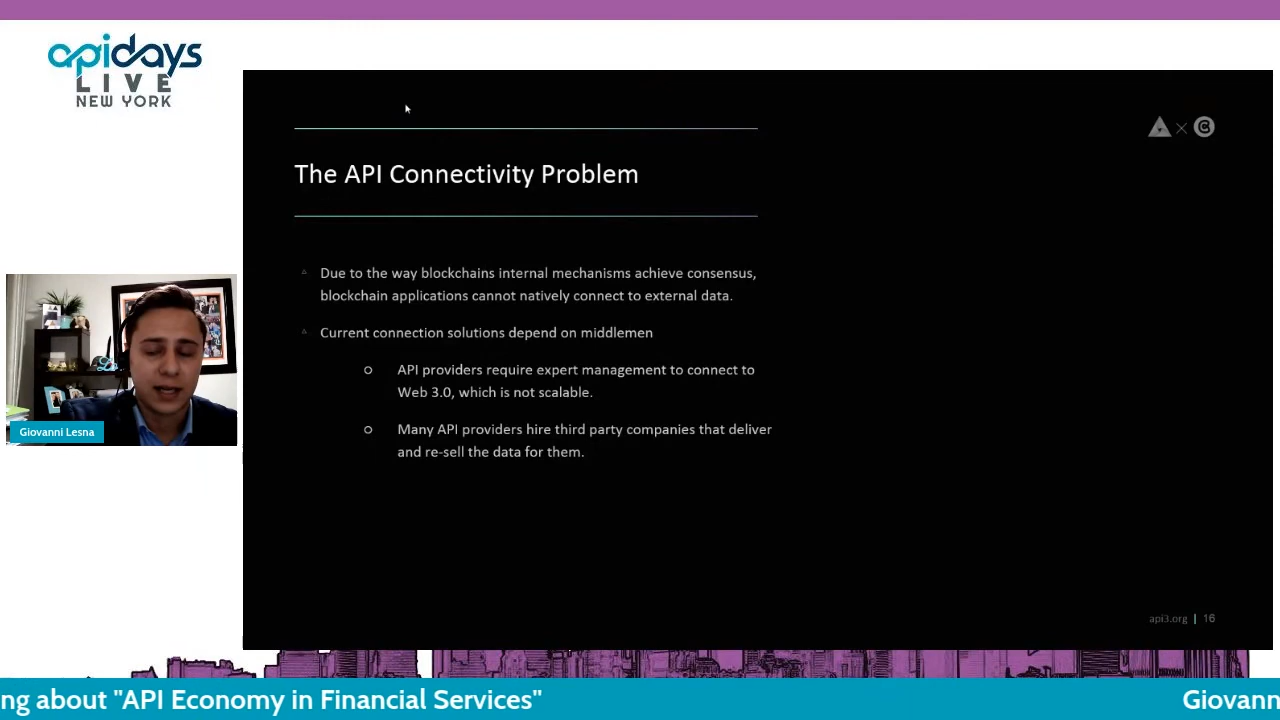 apidays
LIVE
NEW YORK
The API Connectivity Problem
Due to the way blockchains internal mechanisms achieve consensus,
blockchain applications cannot natively connect to external data.
Current connection solutions depend on middlemen
API providers require expert management to connect to
Web 3.0, which is not scalable.
Many API providers hire third party companies that deliver
and re-sell the data for them.
Giovanni Lesna
api3.org | 16
ng about "API Economy in Financial Services"
Giovann